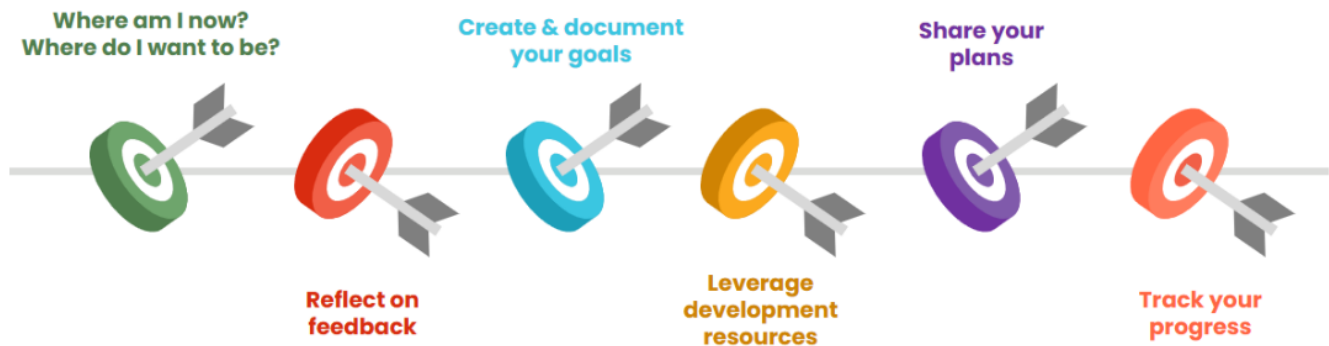 Where am I now?
Where do I want to be?
Reflect on
feedback
Create & document
your goals
Leverage
development
resources
Share your
plans
Track your
progress